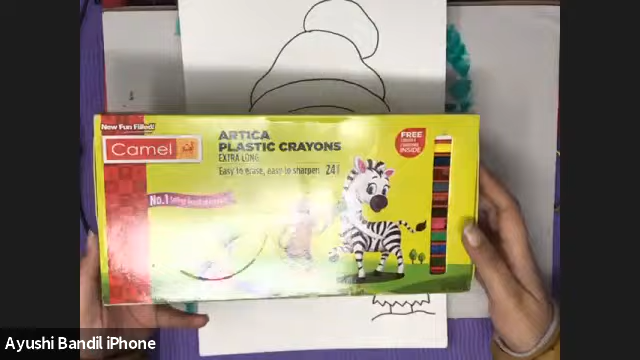 New Fun Filled!
Camel
ARTICA
PLASTIC CRAYONS
EXTRA LONG
Easy to erase, easy to sharpen 24
FREE
INSIDE
No.1
Ayushi Bandil iPhone